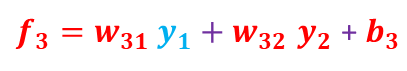 f₃ = w₃₁ y₁ + w₃₂ y₂ + b₃